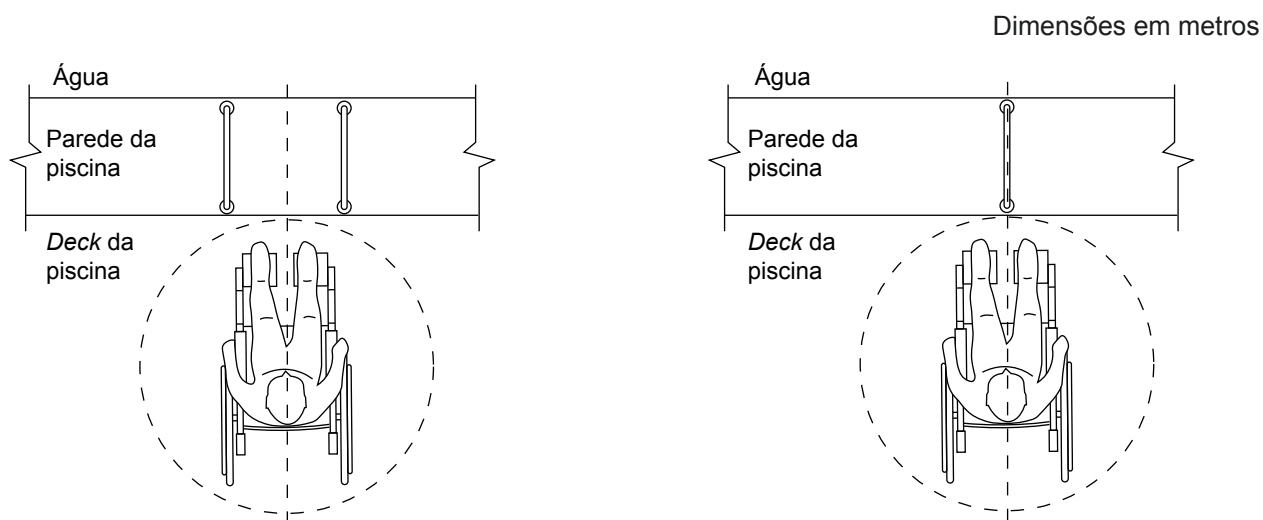 Dimensões em metros
Água
Parede da
piscina
Deck da
piscina
Água
Parede da
piscina
Deck da
piscina